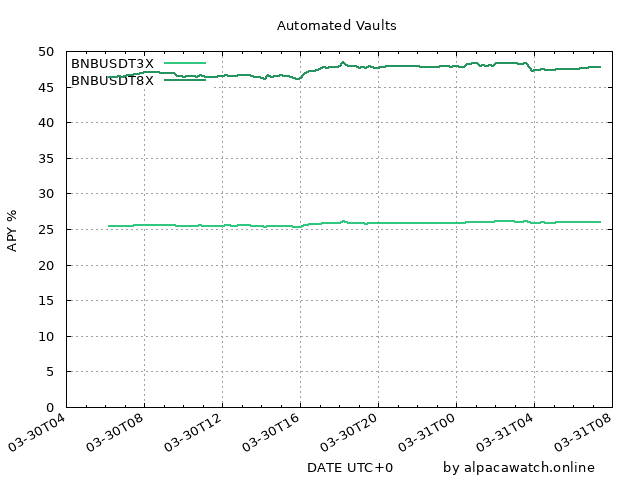 Automated Vaults
BNBUSDT3X
BNBUSDT8X
APY %
50
45
40
35
30
25
20
15
10
5
0
03-30T04
03-30T08
03-30T12
03-30T16
03-30T20
03-31T00
03-31T04
03-31T08
DATE UTC+0
by alpacawatch.online